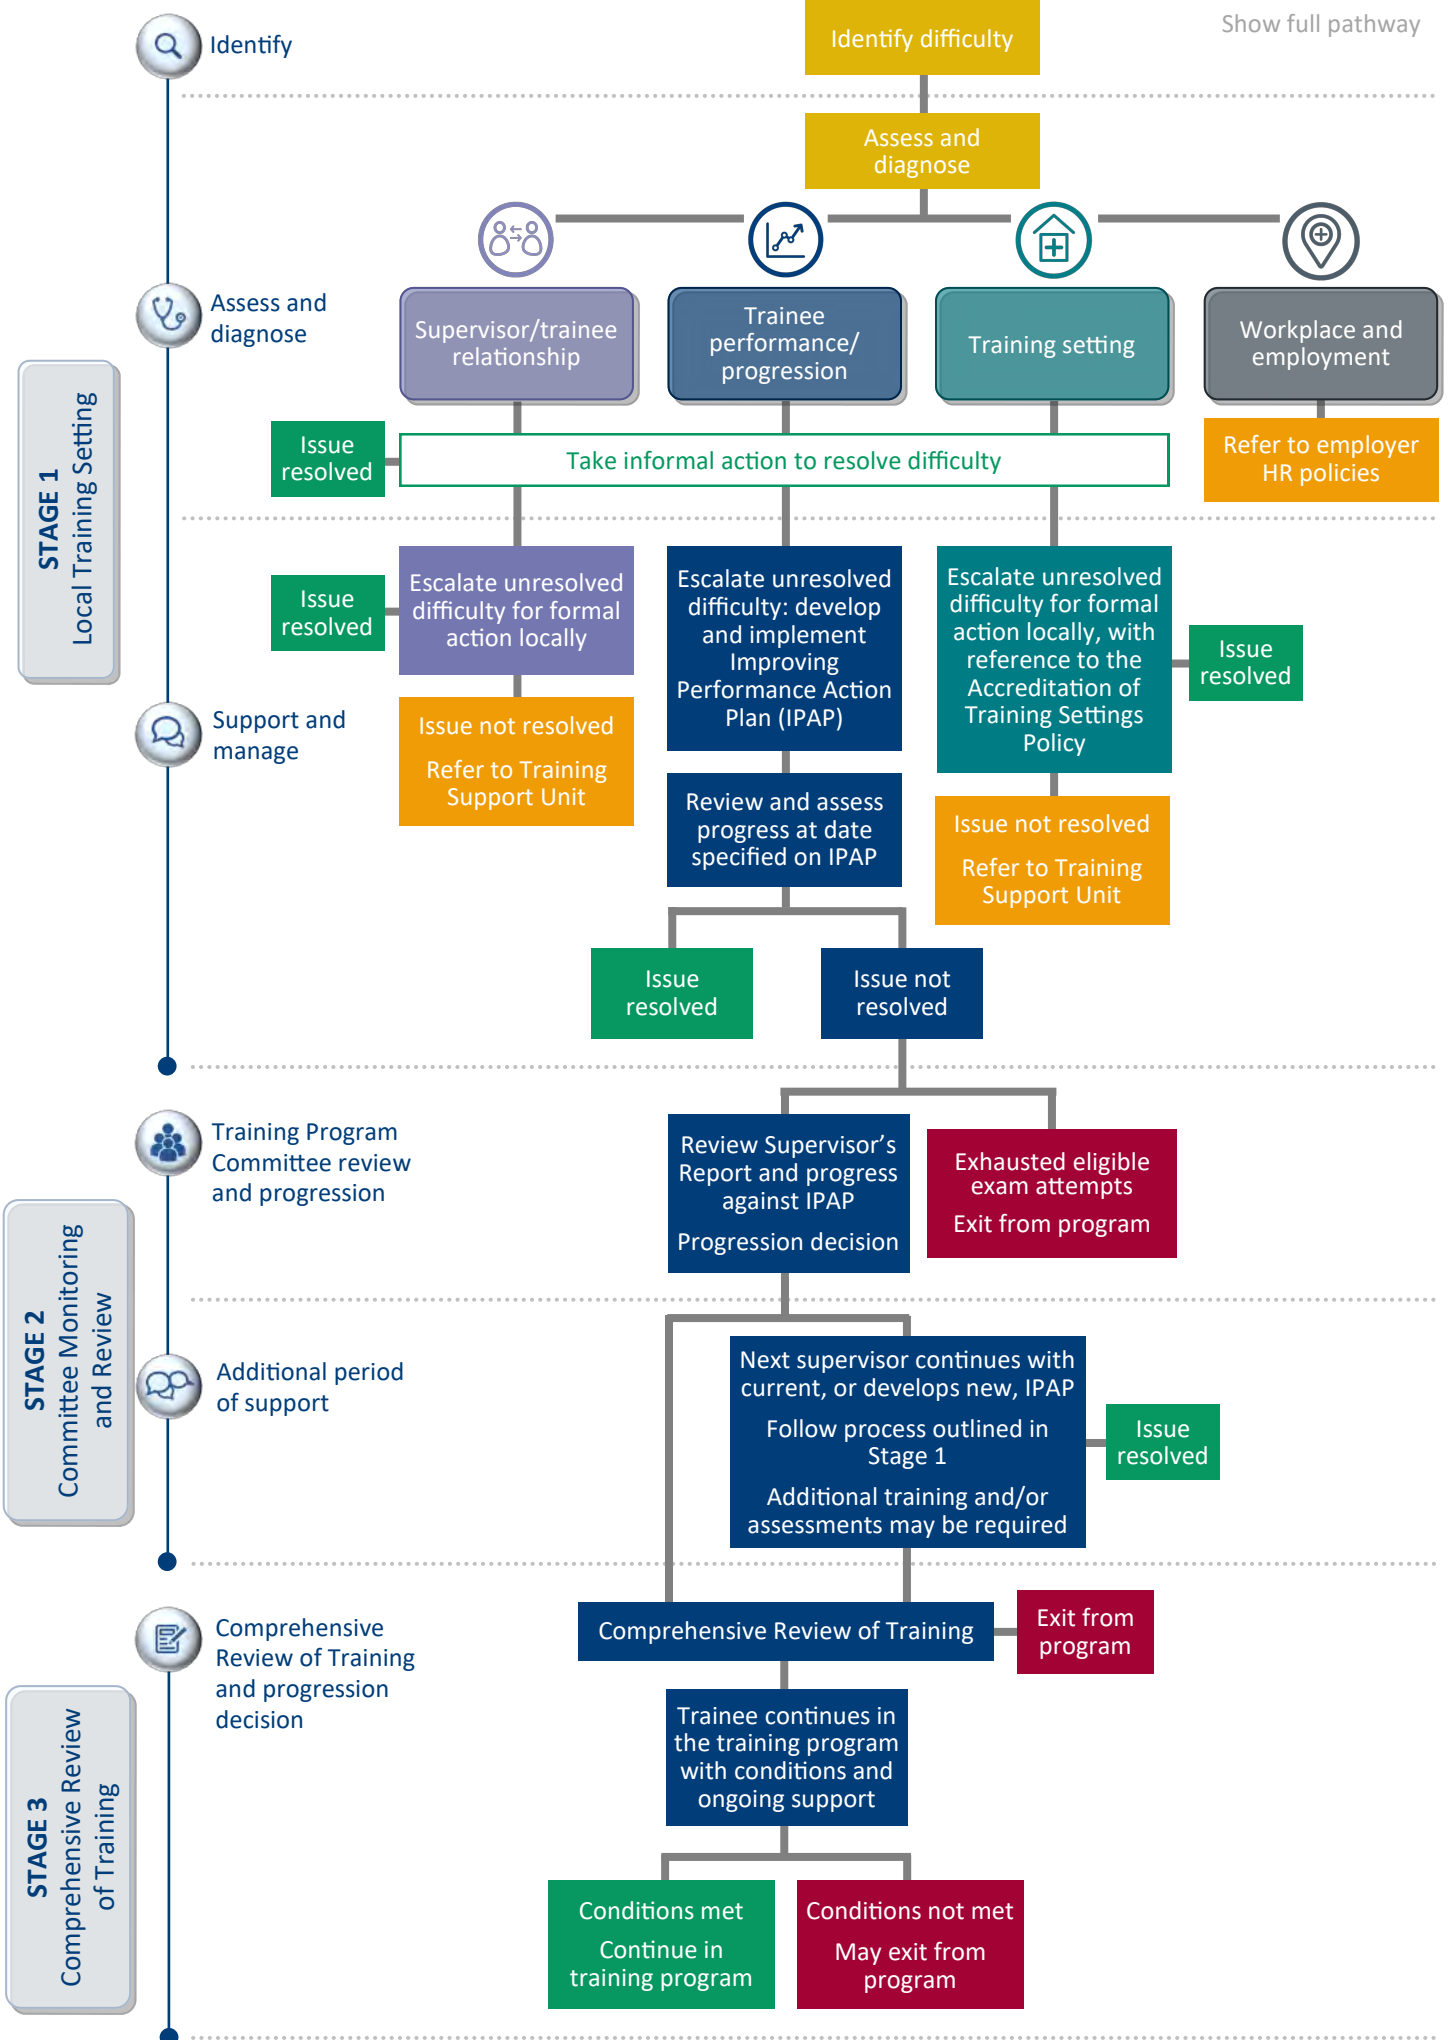 Show full pathway
Identify
Identify difficulty
Assess and
diagnose
Assess and
diagnose
Supervisor/trainee
relationship
Trainee
performance/
progression
Training setting
Workplace and
employment
Issue
resolved
Take informal action to resolve difficulty
Refer to employer
HR policies
STAGE 1
Local Training Setting
Support and
manage
Issue
resolved
Escalate unresolved
difficulty for formal
action locally
Issue not resolved
Refer to Training
Support Unit
Escalate unresolved
difficulty: develop
and implement
Improving
Performance Action
Plan (IPAP)
Review and assess
progress at date
specified on IPAP
Escalate unresolved
difficulty for formal
action locally, with
reference to the
Accreditation of
Training Settings
Policy
Issue
resolved
Issue not resolved
Refer to Training
Support Unit
Issue
resolved
Issue not
resolved
STAGE 2
Committee Monitoring
and Review
Training Program
Committee review
and progression
Review Supervisor’s
Report and progress
against IPAP
Progression decision
Exhausted eligible
exam attempts
Exit from program
Additional period
of support
Next supervisor continues with
current, or develops new, IPAP
Follow process outlined in
Stage 1
Additional training and/or
assessments may be required
Issue
resolved
STAGE 3
Comprehensive Review
of Training
Comprehensive
Review of Training
and progression
decision
Comprehensive Review of Training
Exit from
program
Trainee continues in
the training program
with conditions and
ongoing support
Conditions met
Continue in
training program
Conditions not met
May exit from
program